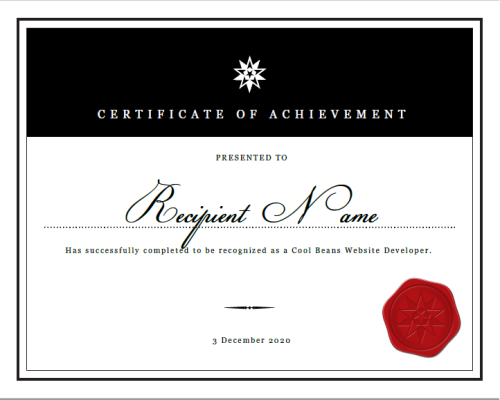 CERTIFICATE OF ACHIEVEMENT
PRESENTED TO
Recipient Name
Has successfully completed to be recognized as a Cool Beans Website Developer.
3 December 2020